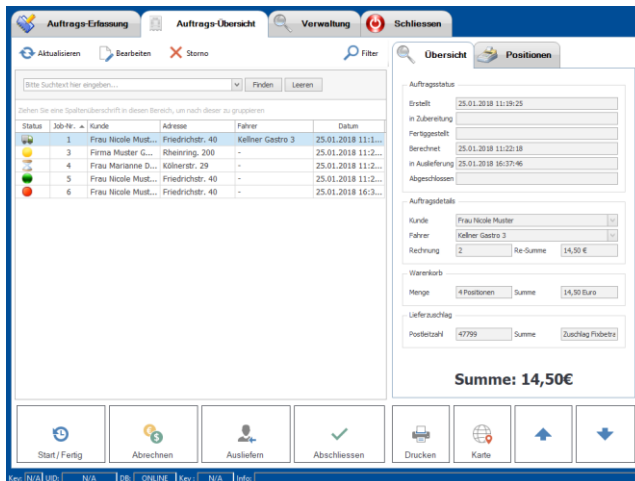 Auftrags-Erfassung Auftrags-Übersicht Verwaltung Schliessen
Aktualisieren Bearbeiten Storno Filter
Übersicht Positionen
Bitte Suchtext hier eingeben... Finden Leeren
Ziehen Sie eine Spaltenüberschrift in diesen Bereich, um nach dieser zu gruppieren
Status Job-Nr. Kunde Adresse Fahrer Datum
1 Frau Nicole Must... Friedrichstr. 40 Kellner Gastro 3 25.01.2018 11:1...
3 Firma Muster G... Rheinring. 200 - 25.01.2018 11:2...
4 Frau Marianne D... Kölnerstr. 29 - 25.01.2018 11:2...
5 Frau Nicole Must... Friedrichstr. 40 - 25.01.2018 11:2...
6 Frau Nicole Must... Friedrichstr. 40 - 25.01.2018 16:3...
Auftragsstatus
Erstellt 25.01.2018 11:19:25
in Zubereitung
Fertiggestellt
Berechnet 25.01.2018 11:22:18
in Auslieferung 25.01.2018 16:37:46
Abgeschlossen
Auftragsdetails
Kunde Frau Nicole Muster
Fahrer Kellner Gastro 3
Rechnung 2 Re-Summe 14,50 €
Warenkorb
Menge 4 Positionen Summe 14,50 Euro
Lieferzuschlag
Postleitzahl 47799 Summe Zuschlag Fixbetra
Summe: 14,50€
Start / Fertig Abrechnen Ausliefern Abschliessen Drucken Karte
Key: N/A UID: N/A DB: ONLINE Key: N/A Info: